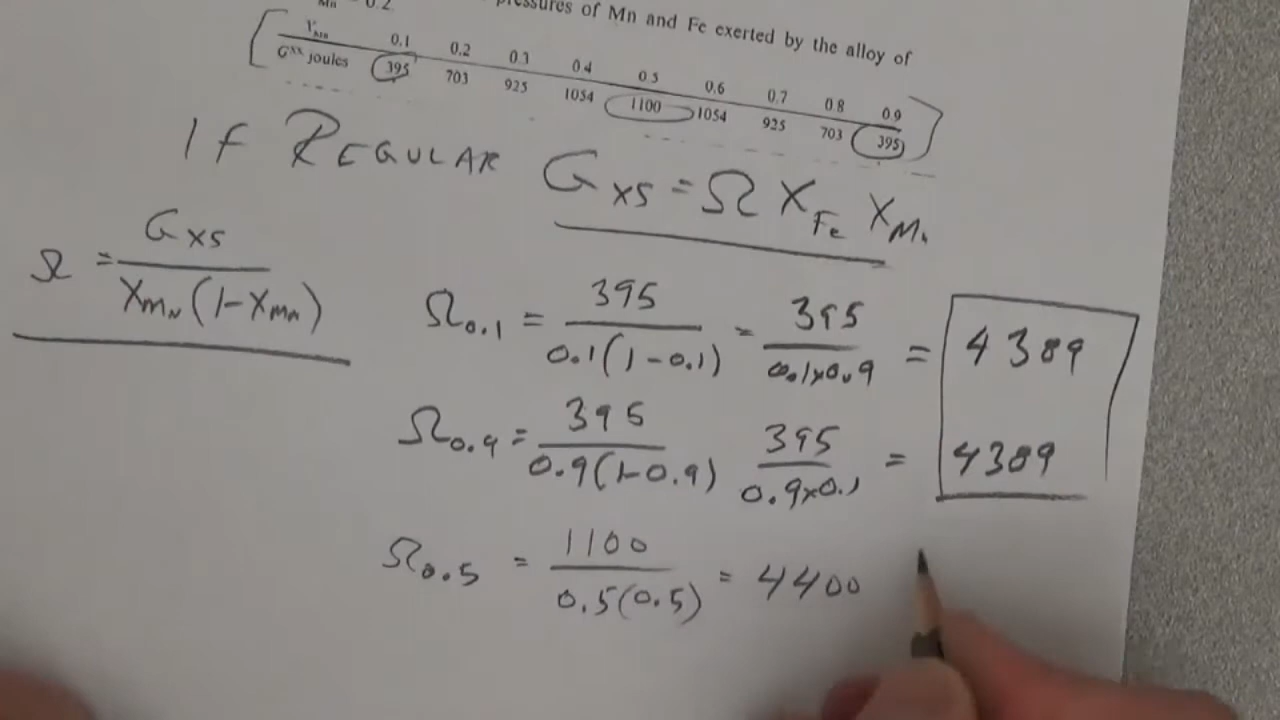 Mn = 0.2
pressures of Mn and Fe exerted by the alloy of
X_Mn 0.1 0.2 0.3 0.4 0.5 0.6 0.7 0.8 0.9
G^xs joules 395 703 925 1054 1100 1054 925 703 395
IF REGULAR G_xs = Ω X_Fe X_Mn
Ω = G_xs / X_Mn (1 - X_Mn)
Ω_0.1 = 395 / 0.1(1 - 0.1) = 395 / 0.1x0.9 = 4389
Ω_0.9 = 395 / 0.9(1-0.9) 395 / 0.9x0.1 = 4389
Ω_0.5 = 1100 / 0.5(0.5) = 4400